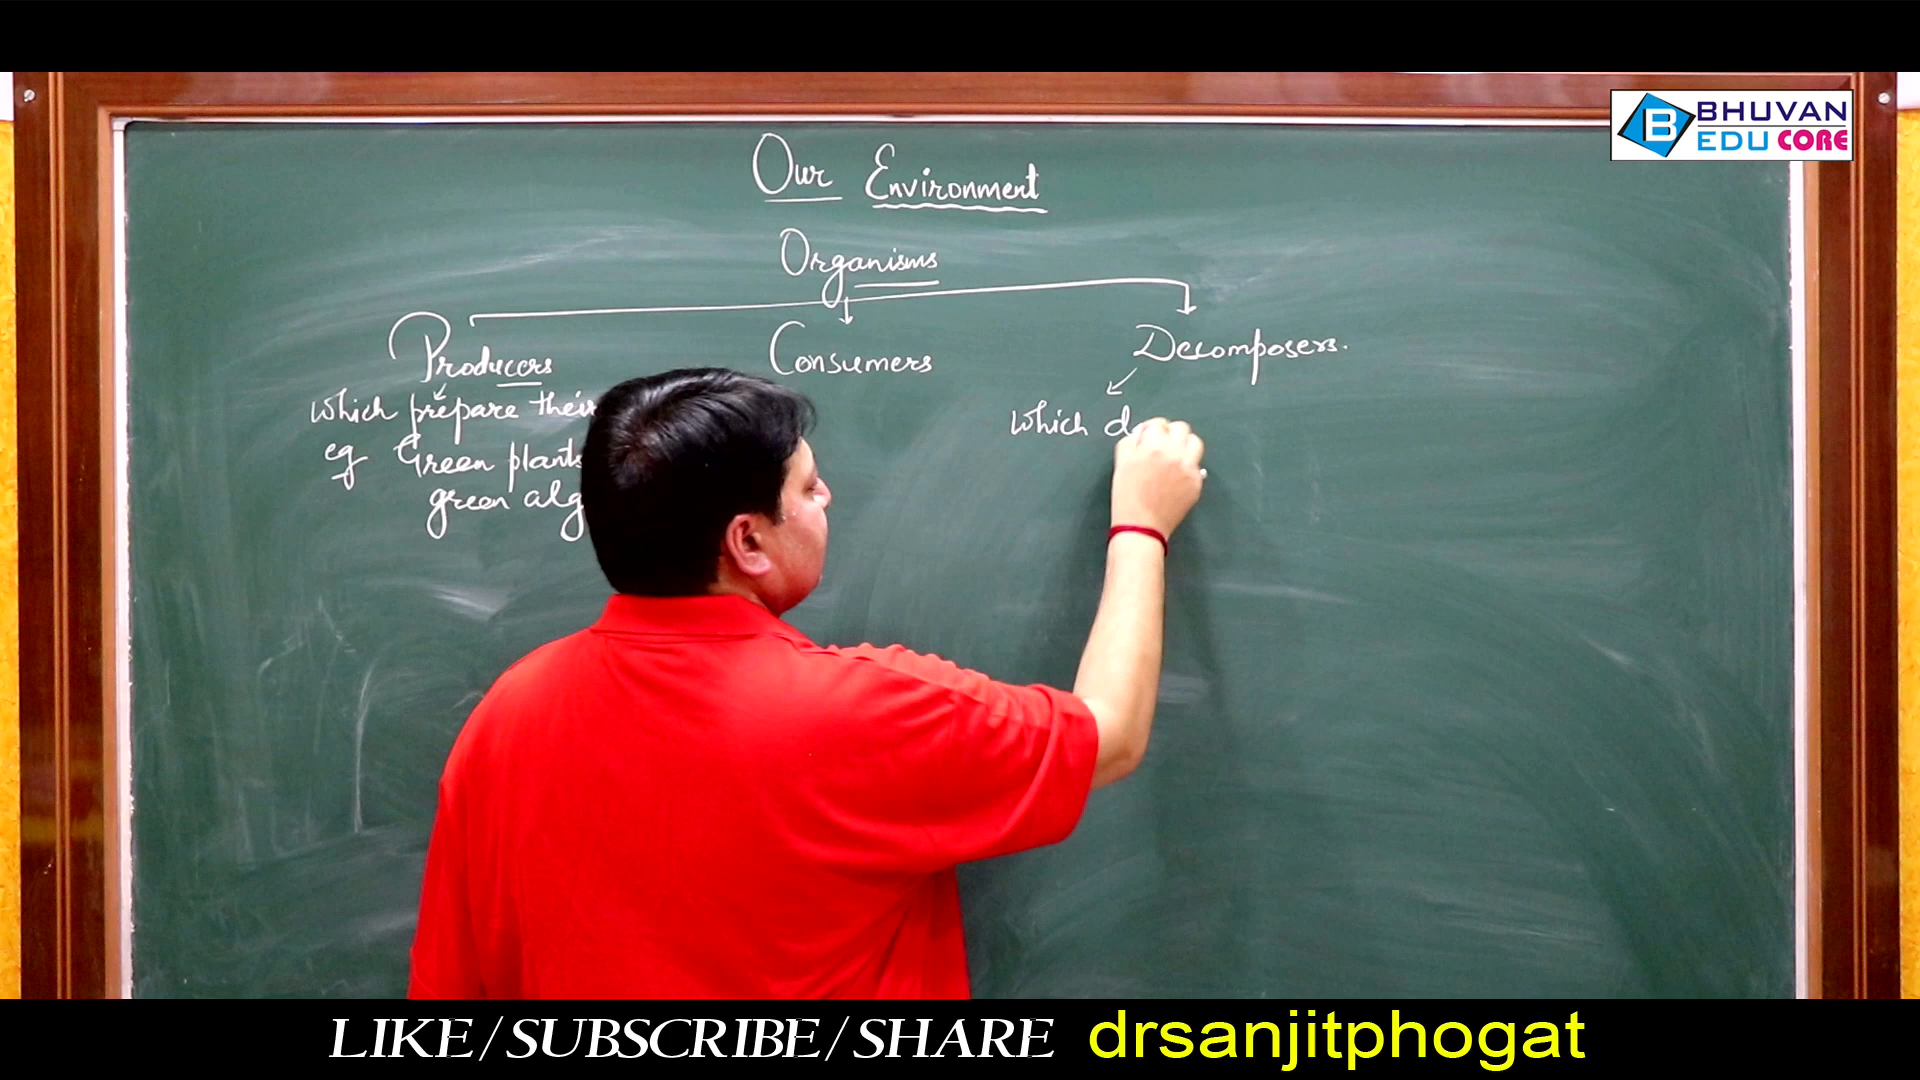 BHUVAN
EDU CORE
Our Environment
Organisms
Producers
Consumers
Decomposers.
which prepare their
eg Green plants
green alg
which d
LIKE/SUBSCRIBE/SHARE drsanjitphogat